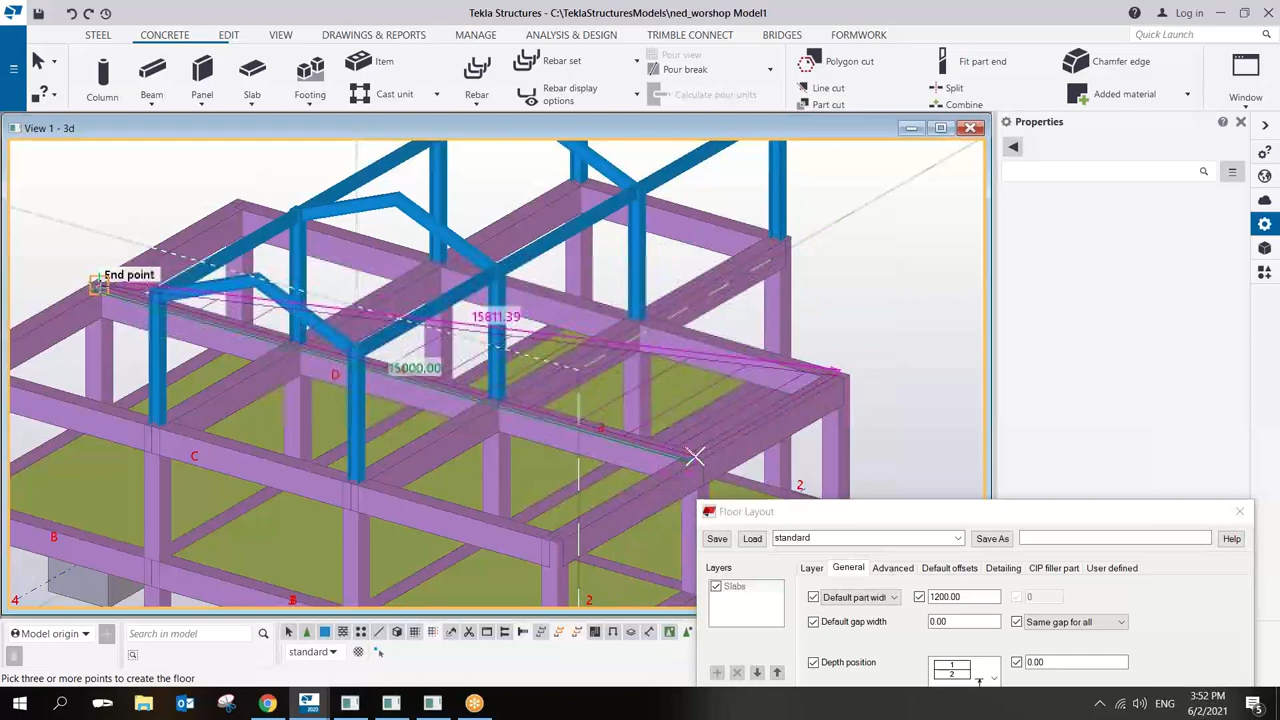 Tekla Structures - C:\TeklaStructuresModels\ned_worshop Model1
Log in
STEEL CONCRETE EDIT VIEW DRAWINGS & REPORTS MANAGE ANALYSIS & DESIGN TRIMBLE CONNECT BRIDGES FORMWORK
Quick Launch
Column
Beam
Panel
Slab
Footing
Item
Cast unit
Rebar
Rebar set
Rebar display
options
Pour view
Pour break
Calculate pour units
Polygon cut
Line cut
Part cut
Fit part end
Split
Combine
Chamfer edge
Added material
Window
View 1 - 3d
Properties
End point
15811.39
15000.00
D
C
B
3
2
4
3
2
Floor Layout
Save
Load
standard
Save As
Help
Layers
Slabs
Layer General Advanced Default offsets Detailing CIP filler part User defined
Default part widt
1200.00
0
Default gap width
0.00
Same gap for all
Depth position
1
2
0.00
Model origin
Search in model
standard
Pick three or more points to create the floor
2020
ENG
3:52 PM
6/2/2021
5